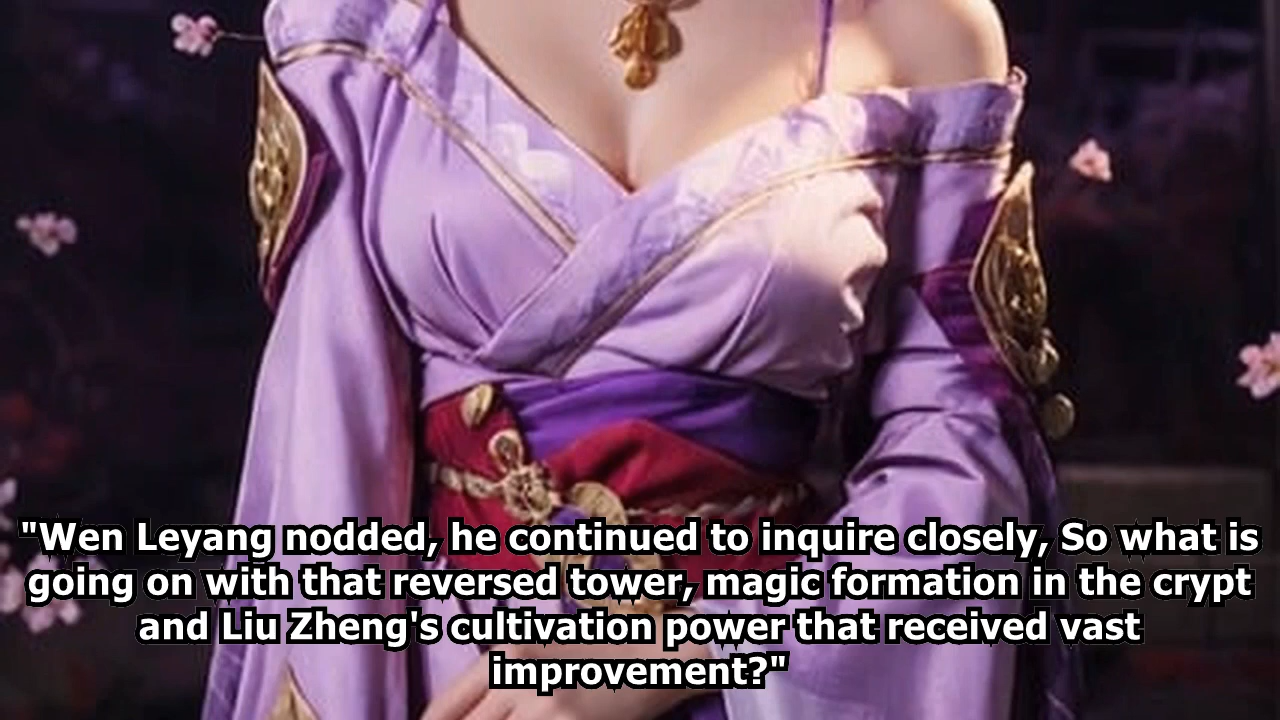 "Wen Leyang nodded, he continued to inquire closely, So what is
going on with that reversed tower, magic formation in the crypt
and Liu Zheng's cultivation power that received vast
improvement?"